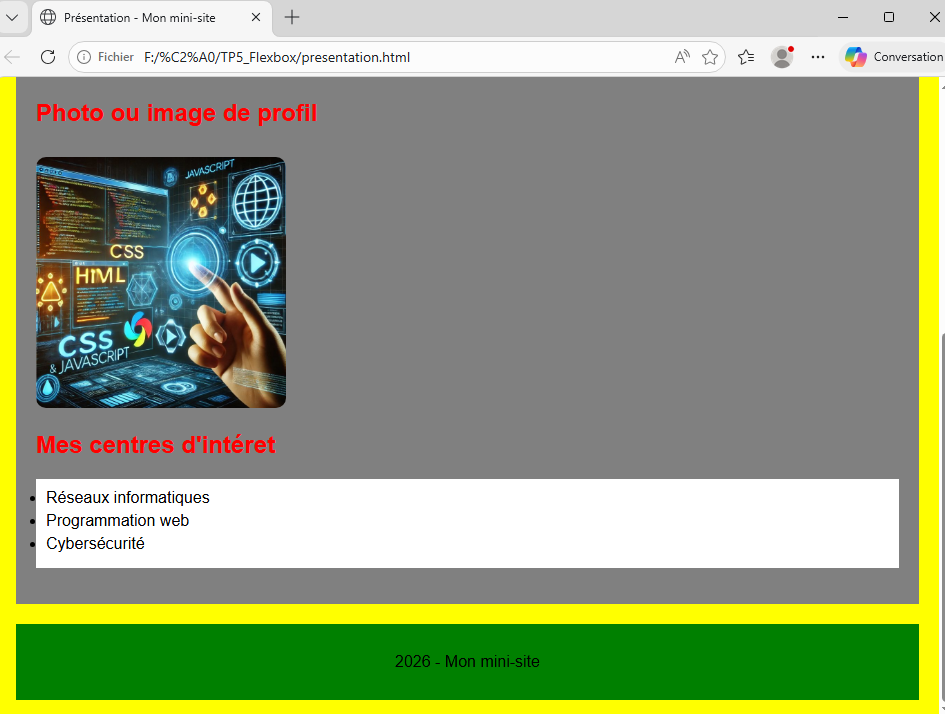 Présentation - Mon mini-site
Fichier F:/%C2%A0/TP5_Flexbox/presentation.html
Conversation
Photo ou image de profil
JAVASCRIPT
CSS
HTML
CSS
& JAVASCRIPT
Mes centres d'intéret
Réseaux informatiques
Programmation web
Cybersécurité
2026 - Mon mini-site